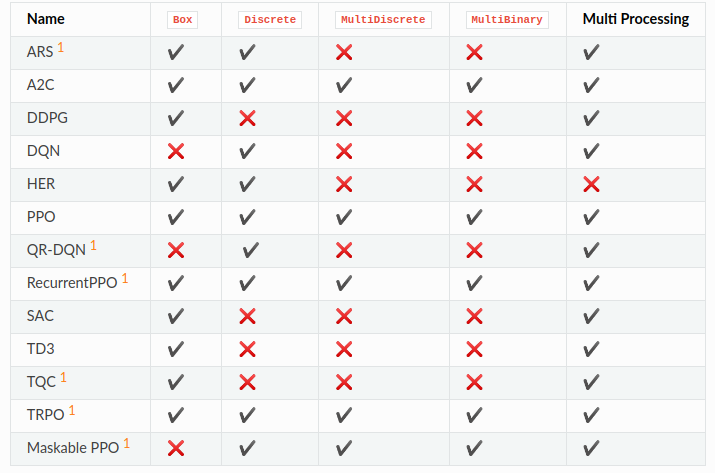 Name Box Discrete MultiDiscrete MultiBinary Multi Processing
ARS 1 ✔ ✔ ❌ ❌ ✔
A2C ✔ ✔ ✔ ✔ ✔
DDPG ✔ ❌ ❌ ❌ ✔
DQN ❌ ✔ ❌ ❌ ✔
HER ✔ ✔ ❌ ❌ ❌
PPO ✔ ✔ ✔ ✔ ✔
QR-DQN 1 ❌ ✔ ❌ ❌ ✔
RecurrentPPO 1 ✔ ✔ ✔ ✔ ✔
SAC ✔ ❌ ❌ ❌ ✔
TD3 ✔ ❌ ❌ ❌ ✔
TQC 1 ✔ ❌ ❌ ❌ ✔
TRPO 1 ✔ ✔ ✔ ✔ ✔
Maskable PPO 1 ❌ ✔ ✔ ✔ ✔